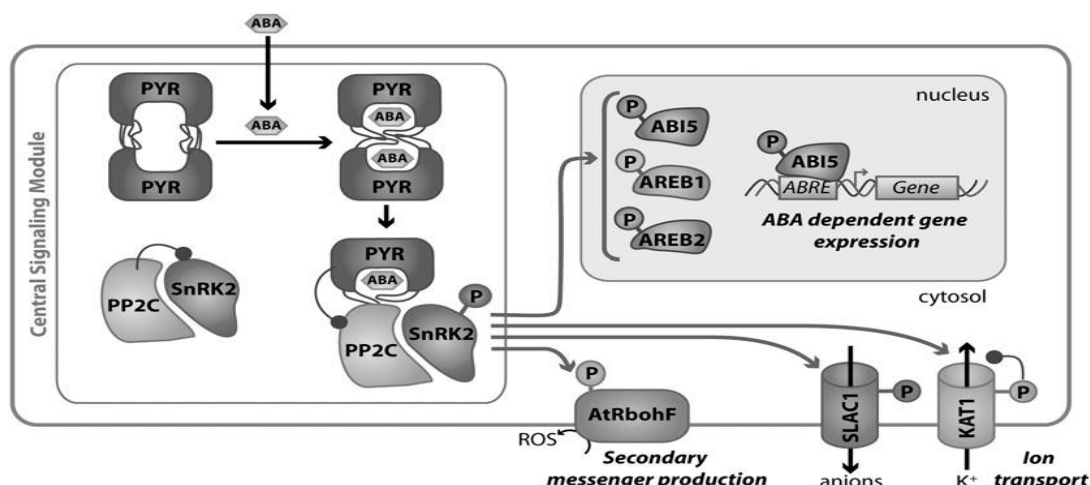 ABA
PYR
PYR
ABA
ABA
nucleus
P
ABI5
P
ABI5
ABA
PYR
PYR
P
AREB1
ABRE
Gene
P
AREB2
ABA dependent gene
expression
Central Signaling Module
PYR
ABA
PP2C
SnRK2
P
PP2C
SnRK2
cytosol
P
AtRbohF
ROS
Secondary
messenger production
SLAC1
P
KAT1
P
anions
K⁺
Ion
transport